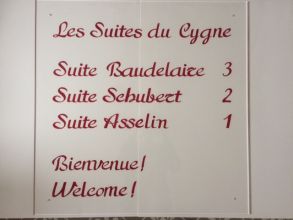 Les Suites du Cygne
Suite Baudelaire 3
Suite Schubert 2
Suite Asselin 1
Bienvenue!
Welcome!